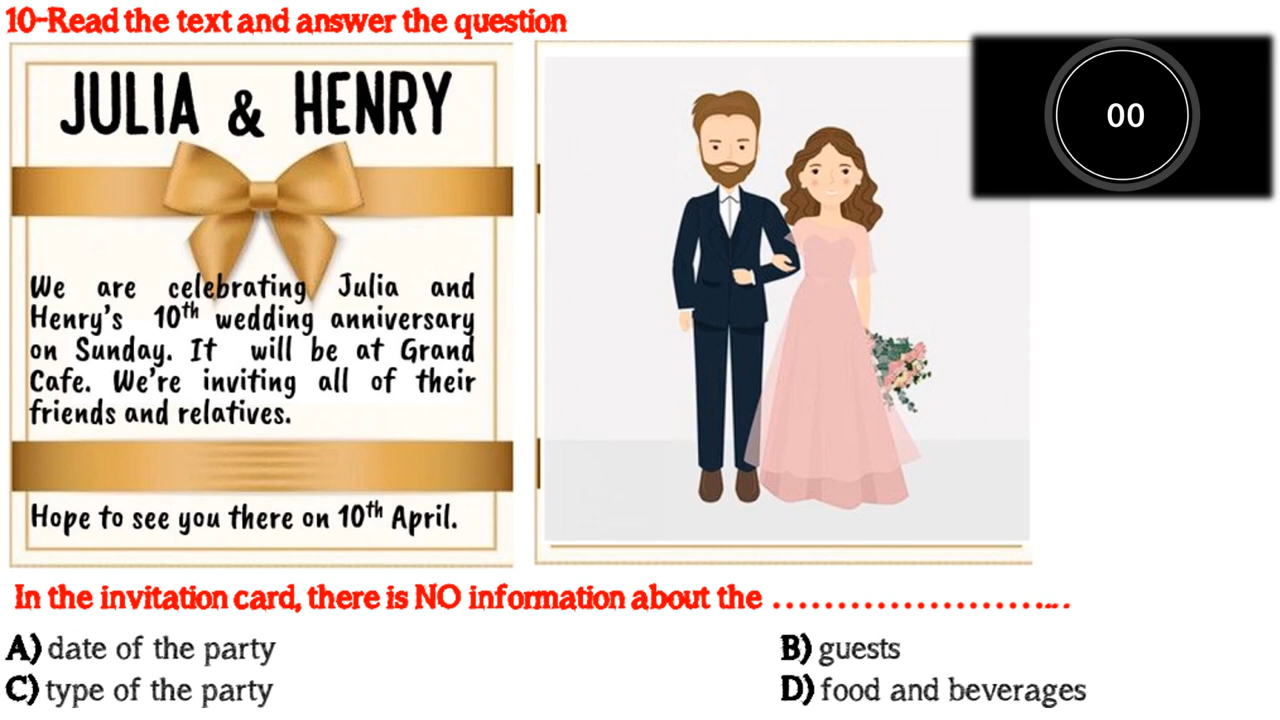 10-Read the text and answer the question
JULIA & HENRY
We are celebrating Julia and
Henry's 10th wedding anniversary
on Sunday. It will be at Grand
Cafe. We're inviting all of their
friends and relatives.
Hope to see you there on 10th April.
00
In the invitation card, there is NO information about the ........................
A) date of the party
B) guests
C) type of the party
D) food and beverages